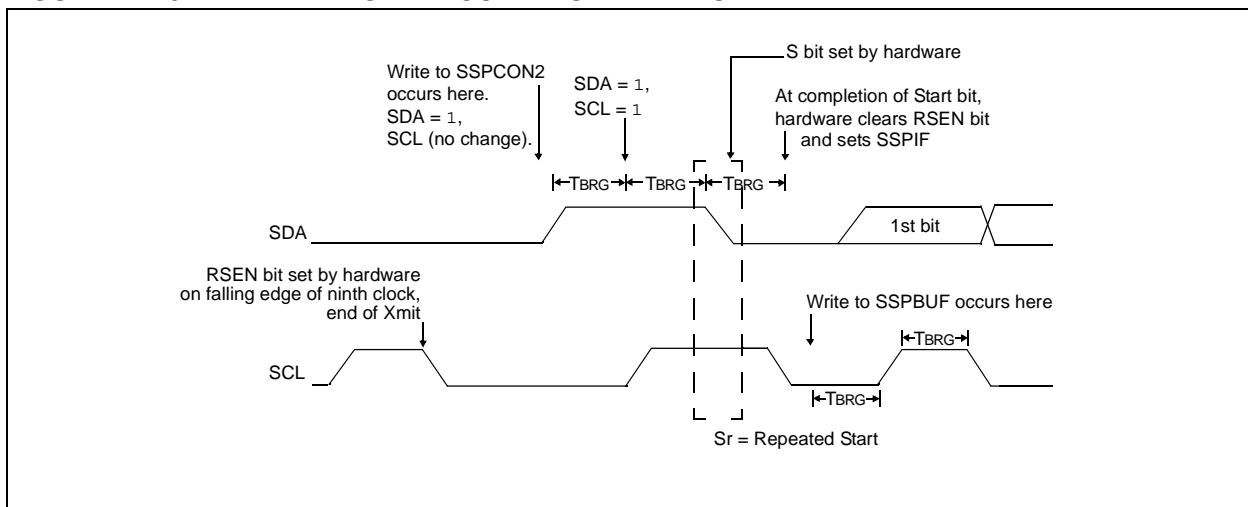 S bit set by hardware
Write to SSPCON2
occurs here.
SDA = 1,
SCL (no change).
SDA = 1,
SCL = 1
At completion of Start bit,
hardware clears RSEN bit
and sets SSPIF
TBRG
TBRG
TBRG
SDA
1st bit
RSEN bit set by hardware
on falling edge of ninth clock,
end of Xmit
Write to SSPBUF occurs here
TBRG
SCL
TBRG
Sr = Repeated Start